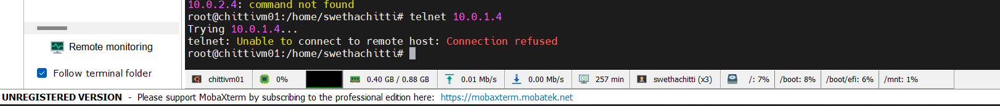 10.0.2.4: command not found
root@chittivm01:/home/swethachitti# telnet 10.0.1.4
Trying 10.0.1.4...
telnet: Unable to connect to remote host: Connection refused
root@chittivm01:/home/swethachitti#
Remote monitoring
Follow terminal folder
chittivm01 0% 0.40 GB / 0.88 GB 0.01 Mb/s 0.00 Mb/s 257 min swethachitti (x3) /: 7% /boot: 8% /boot/efi: 6% /mnt: 1%
UNREGISTERED VERSION - Please support MobaXterm by subscribing to the professional edition here: https://mobaxterm.mobatek.net